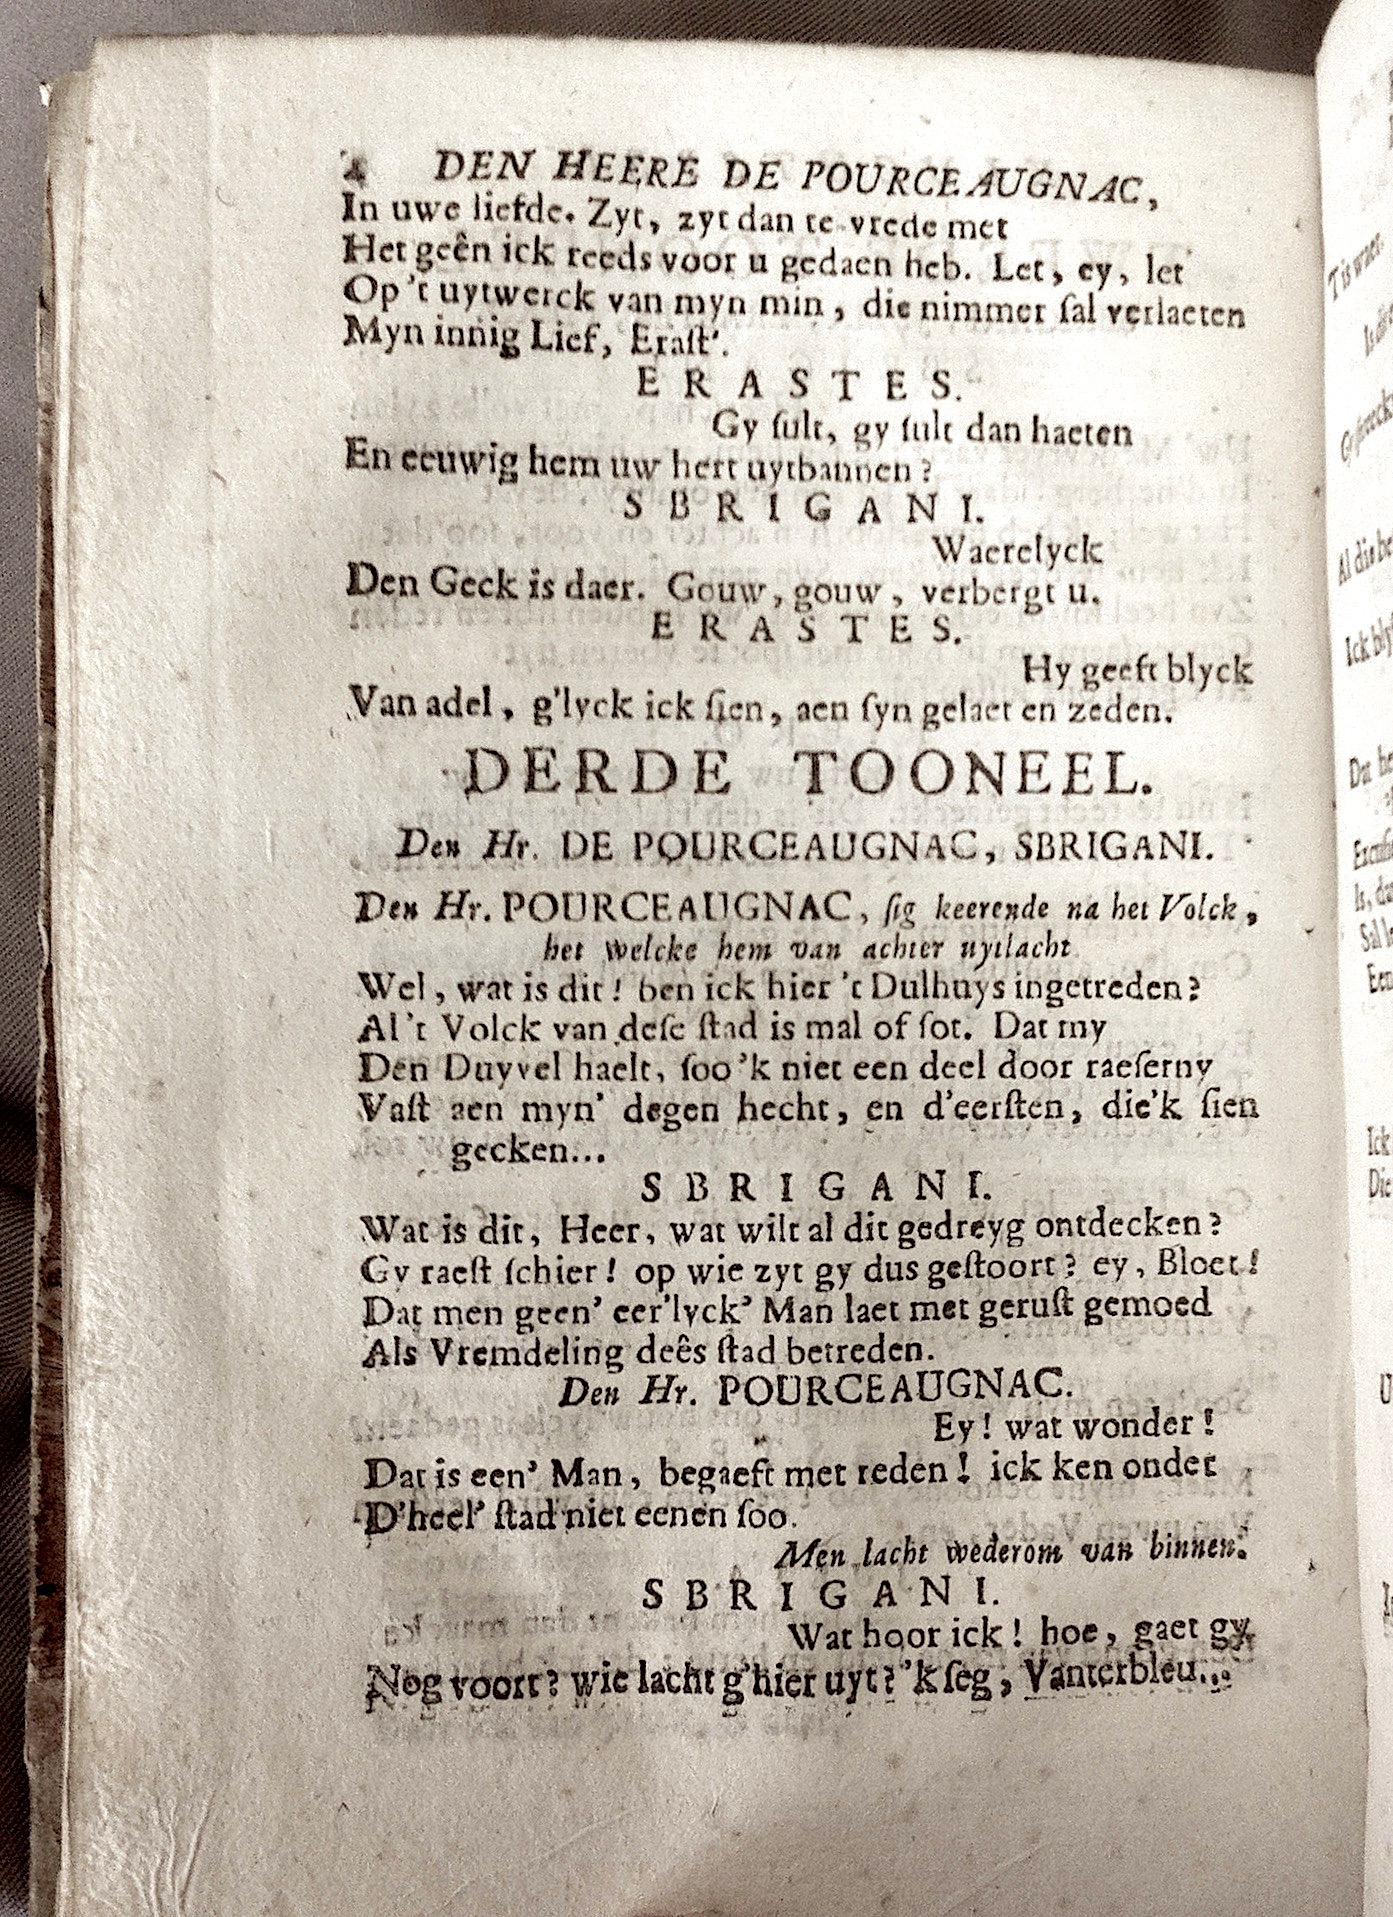 4 DEN HEERE DE POURCEAUGNAC,
In uwe liefde. Zyt, zyt dan te vrede met
Het geên ick reeds voor u gedaen heb. Let, ey, let
Op 't uytwerck van myn min, die nimmer sal verlaeten
Myn innig Lief, Erast'.
ERASTES.
Gy sult, gy sult dan haeten
En eeuwig hem uw hert uytbannen?
SBRIGANI.
Waerelyck
Den Geck is daer. Gouw, gouw, verbergt u.
ERASTES.
Hy geeft blyck
Van adel, g'lyck ick sien, aen syn gelaet en zeden.
DERDE TOONEEL.
Den Hr. DE POURCEAUGNAC, SBRIGANI.
Den Hr. POURCEAUGNAC, sig keerende na het Volck,
het welcke hem van achter uytlacht
Wel, wat is dit! ben ick hier 't Dulhuys ingetreden?
Al 't Volck van dese stad is mal of sot. Dat my
Den Duyvel haelt, soo 'k niet een deel door raeserny
Vast aen myn' degen hecht, en d'eersten, die'k sien
gecken...
SBRIGANI.
Wat is dit, Heer, wat wilt al dit gedreyg ontdecken?
Gy raest schier! op wie zyt gy dus gestoort? ey, Bloet!
Dat men geen' eer'lyck' Man laet met gerust gemoed
Als Vremdeling deês stad betreden.
Den Hr. POURCEAUGNAC.
Ey! wat wonder!
Dat is een' Man, begaeft met reden! ick ken onder
D'heel' stad niet eenen soo.
Men lacht wederom van binnen.
SBRIGANI.
Wat hoor ick! hoe, gaet gy
Nog voort? wie lacht g'hier uyt? 'k seg, Vanterbleu...